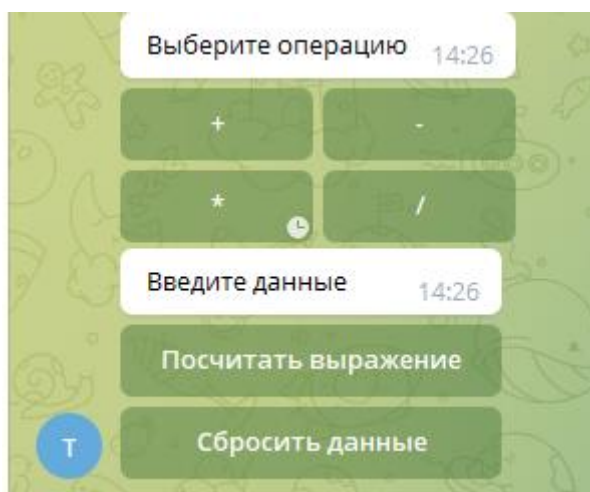 Выберите операцию 14:26
+ -
* /
Введите данные 14:26
Посчитать выражение
Т Сбросить данные